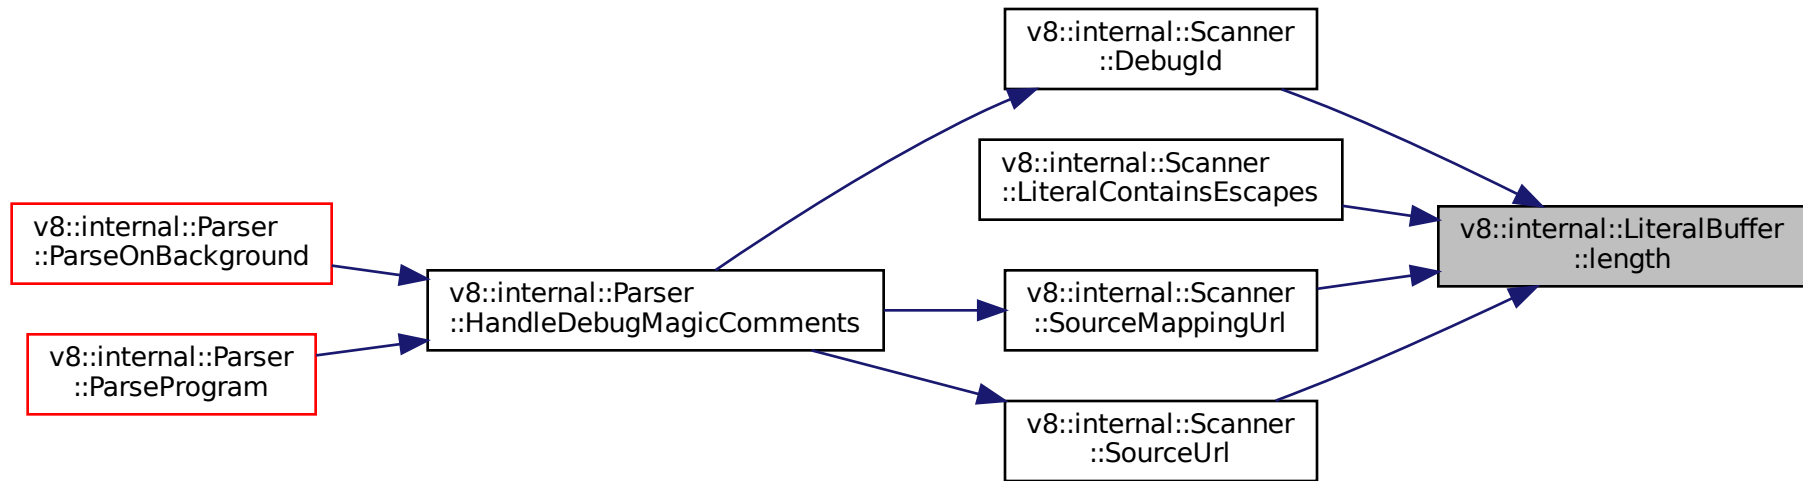 v8::internal::Scanner
::DebugId
v8::internal::Scanner
::LiteralContainsEscapes
v8::internal::Parser
::ParseOnBackground
v8::internal::LiteralBuffer
::length
v8::internal::Parser
::HandleDebugMagicComments
v8::internal::Scanner
::SourceMappingUrl
v8::internal::Parser
::ParseProgram
v8::internal::Scanner
::SourceUrl